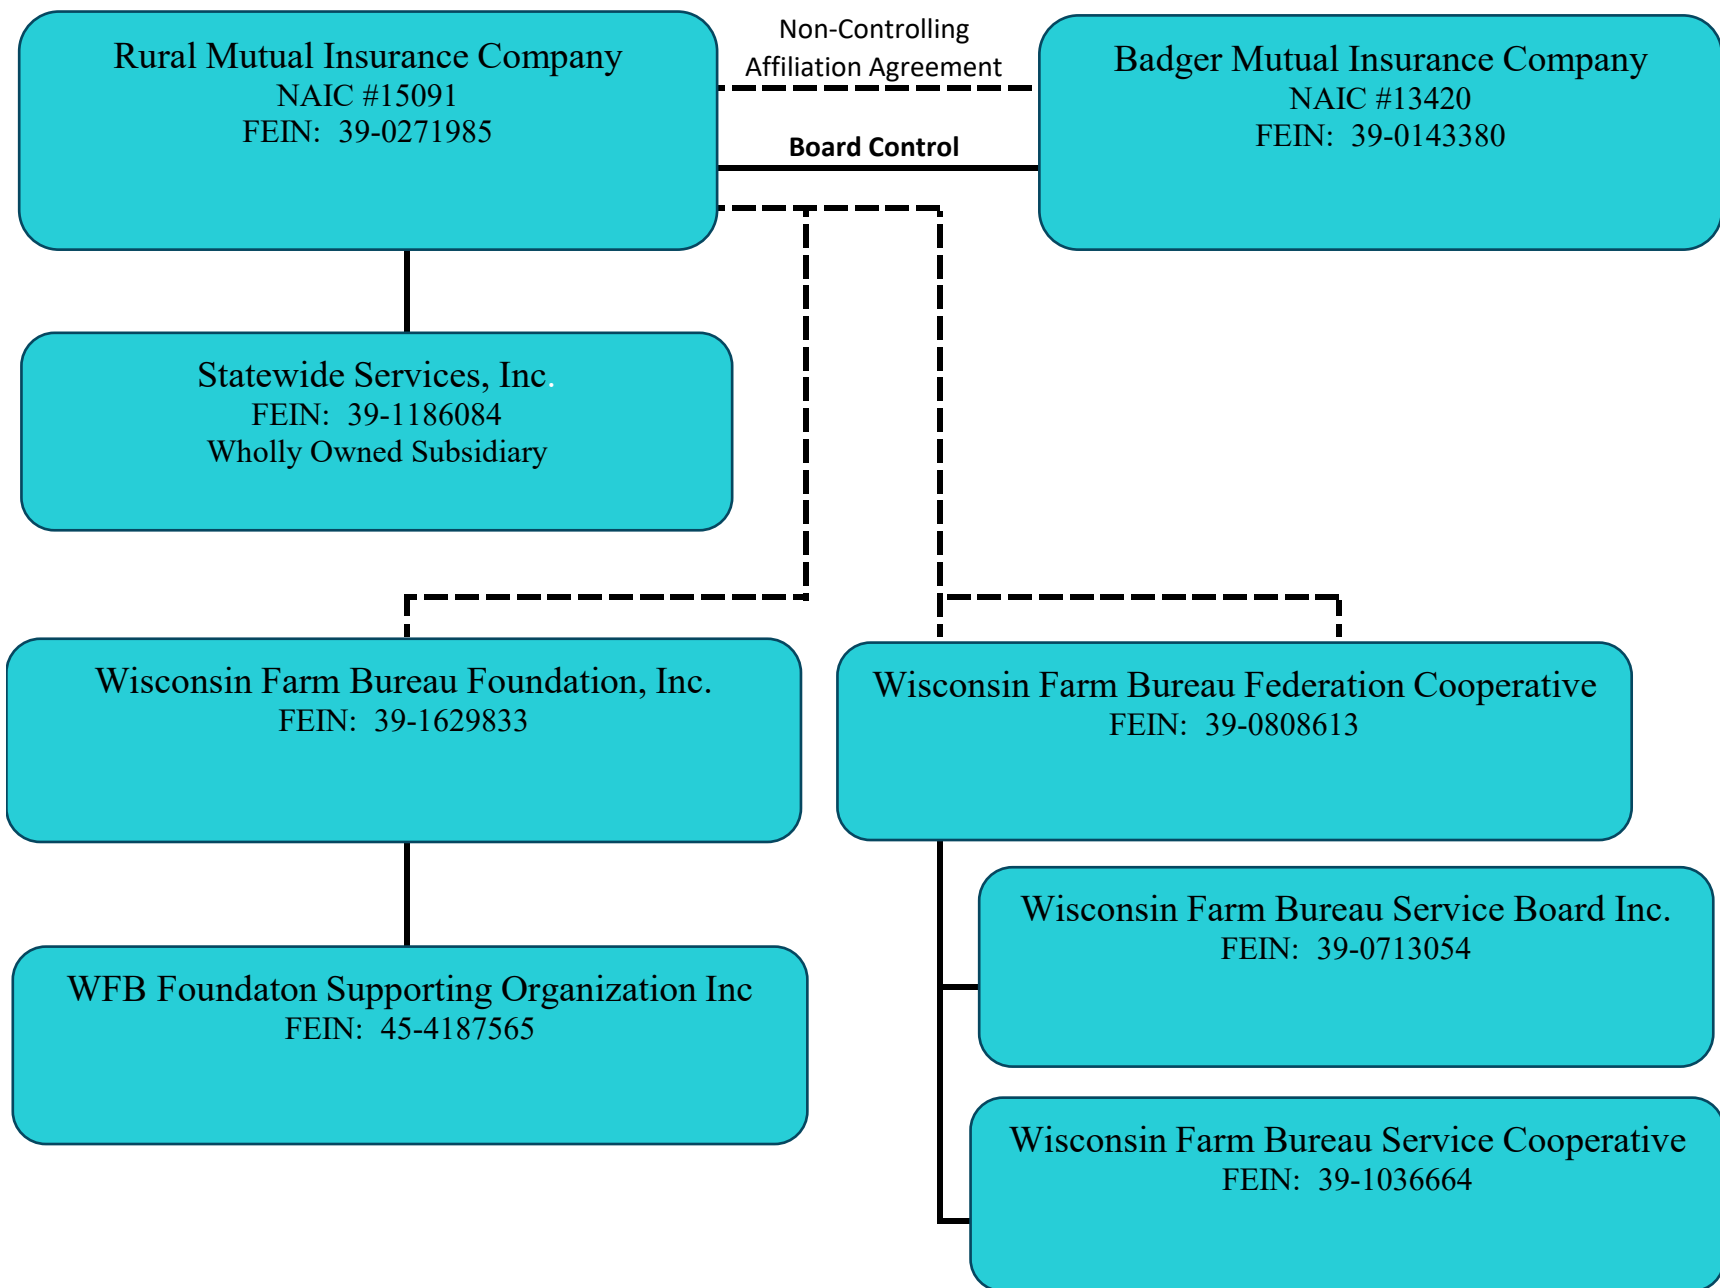 Rural Mutual Insurance Company
NAIC #15091
FEIN: 39-0271985
Non-Controlling
Affiliation Agreement
Board Control
Badger Mutual Insurance Company
NAIC #13420
FEIN: 39-0143380
Statewide Services, Inc.
FEIN: 39-1186084
Wholly Owned Subsidiary
Wisconsin Farm Bureau Foundation, Inc.
FEIN: 39-1629833
Wisconsin Farm Bureau Federation Cooperative
FEIN: 39-0808613
WFB Foundaton Supporting Organization Inc
FEIN: 45-4187565
Wisconsin Farm Bureau Service Board Inc.
FEIN: 39-0713054
Wisconsin Farm Bureau Service Cooperative
FEIN: 39-1036664